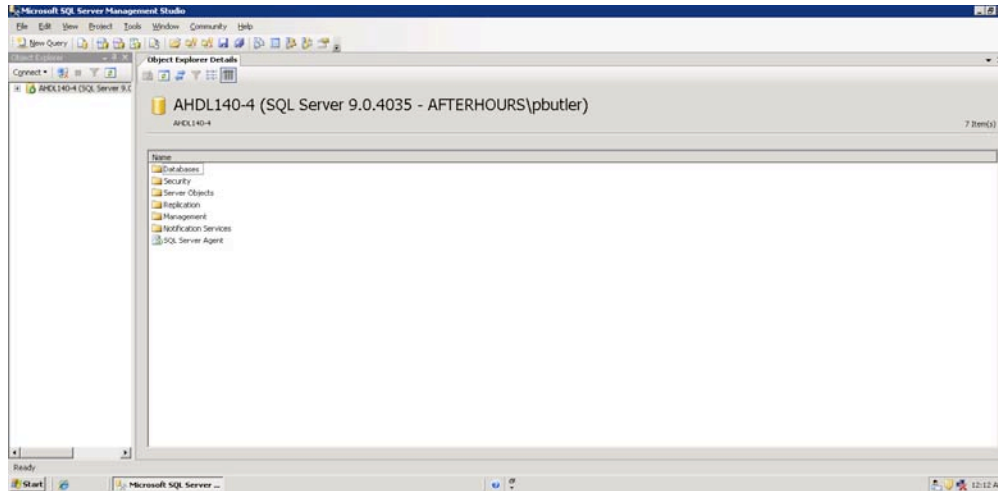 Microsoft SQL Server Management Studio
File Edit View Project Tools Window Community Help
New Query
Object Explorer
Object Explorer Details
Connect
AHDL140-4 (SQL Server 9.0
AHDL140-4 (SQL Server 9.0.4035 - AFTERHOURS\pbutler)
AHDL140-4
7 Item(s)
Name
Databases
Security
Server Objects
Replication
Management
Notification Services
SQL Server Agent
Ready
Start
Microsoft SQL Server ...
12:12 A